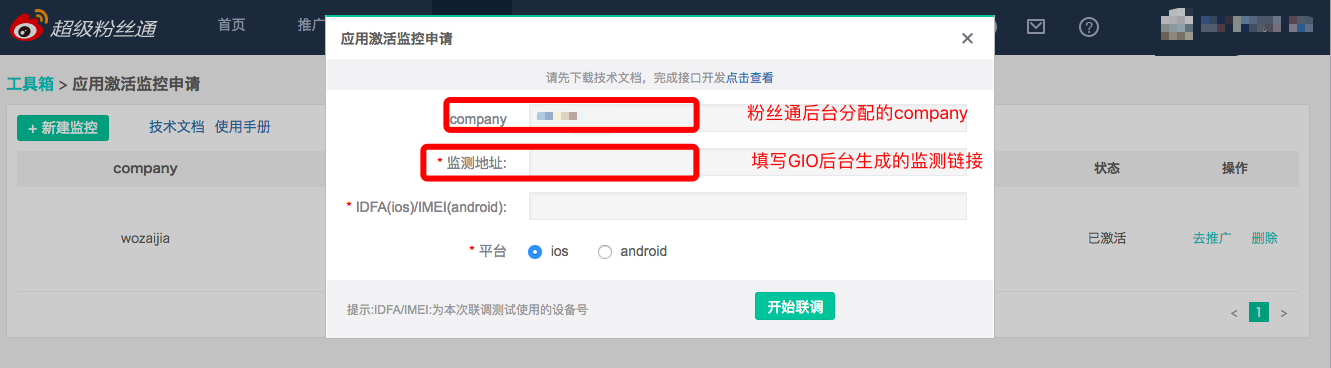 超级粉丝通
首页
推广
应用激活监控申请
工具箱 > 应用激活监控申请
请先下载技术文档，完成接口开发点击查看
+ 新建监控
技术文档 使用手册
company
粉丝通后台分配的company
* 监测地址:
填写GIO后台生成的监测链接
company
状态
操作
* IDFA(ios)/IMEI(android):
wozaijia
* 平台
ios
android
已激活
去推广
删除
提示:IDFA/IMEI:为本次联调测试使用的设备号
开始联调
< 1 >